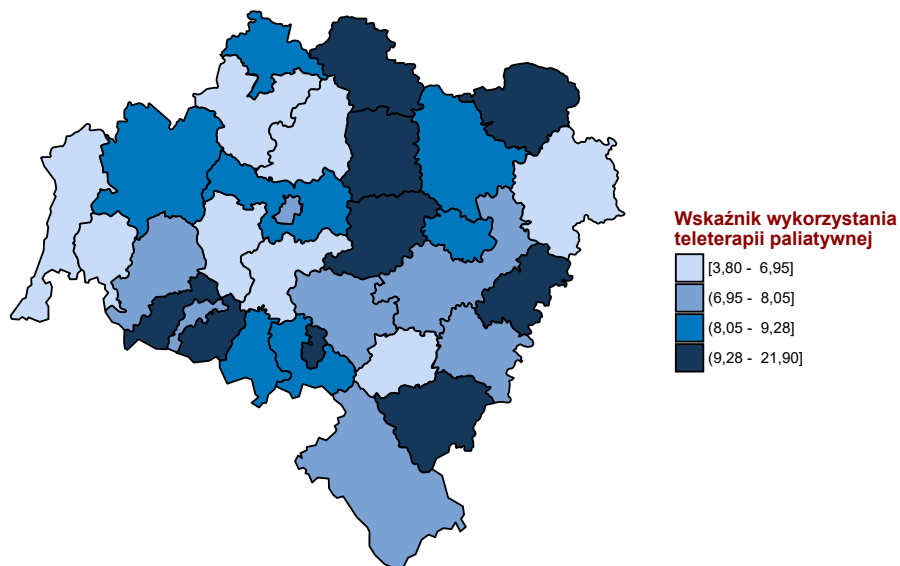 Wskaźnik wykorzystania
teleterapii paliatywnej
[3,80 - 6,95]
(6,95 - 8,05]
(8,05 - 9,28]
(9,28 - 21,90]